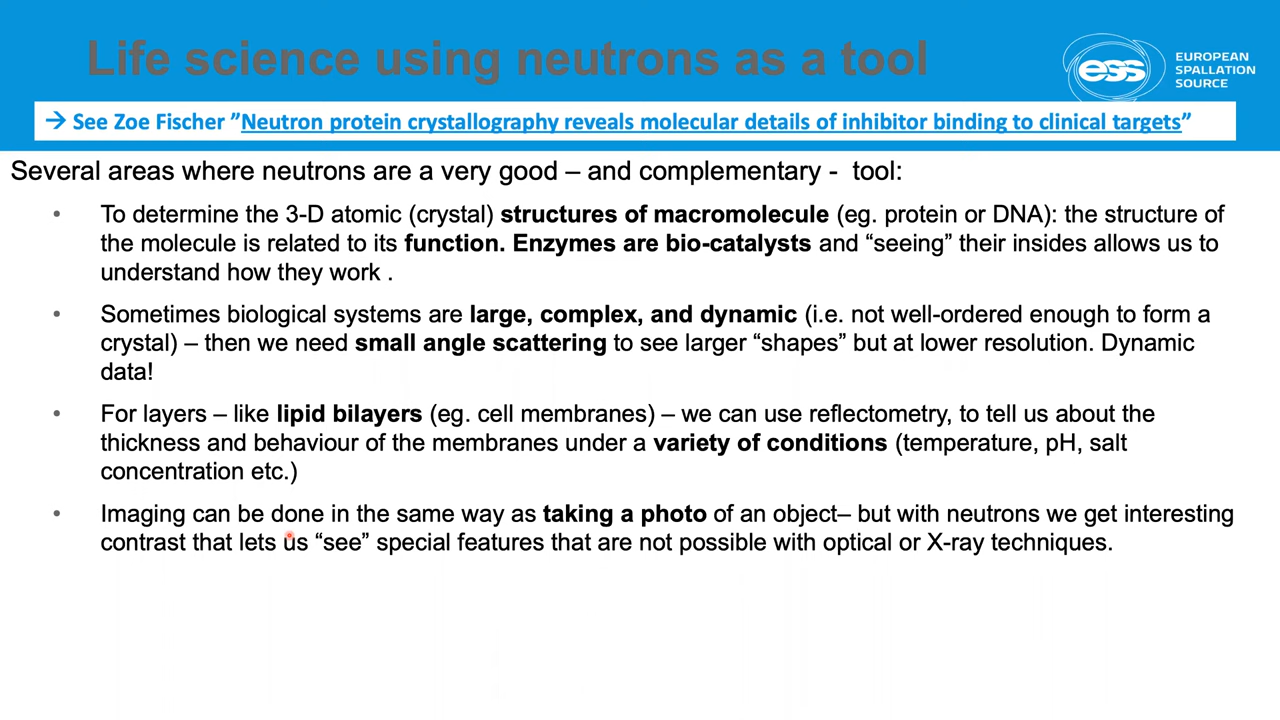 Life science using neutrons as a tool
ess
EUROPEAN
SPALLATION
SOURCE
→ See Zoe Fischer ”Neutron protein crystallography reveals molecular details of inhibitor binding to clinical targets”
Several areas where neutrons are a very good – and complementary - tool:
• To determine the 3-D atomic (crystal) structures of macromolecule (eg. protein or DNA): the structure of
the molecule is related to its function. Enzymes are bio-catalysts and “seeing” their insides allows us to
understand how they work .
• Sometimes biological systems are large, complex, and dynamic (i.e. not well-ordered enough to form a
crystal) – then we need small angle scattering to see larger “shapes” but at lower resolution. Dynamic
data!
• For layers – like lipid bilayers (eg. cell membranes) – we can use reflectometry, to tell us about the
thickness and behaviour of the membranes under a variety of conditions (temperature, pH, salt
concentration etc.)
• Imaging can be done in the same way as taking a photo of an object– but with neutrons we get interesting
contrast that lets us “see” special features that are not possible with optical or X-ray techniques.